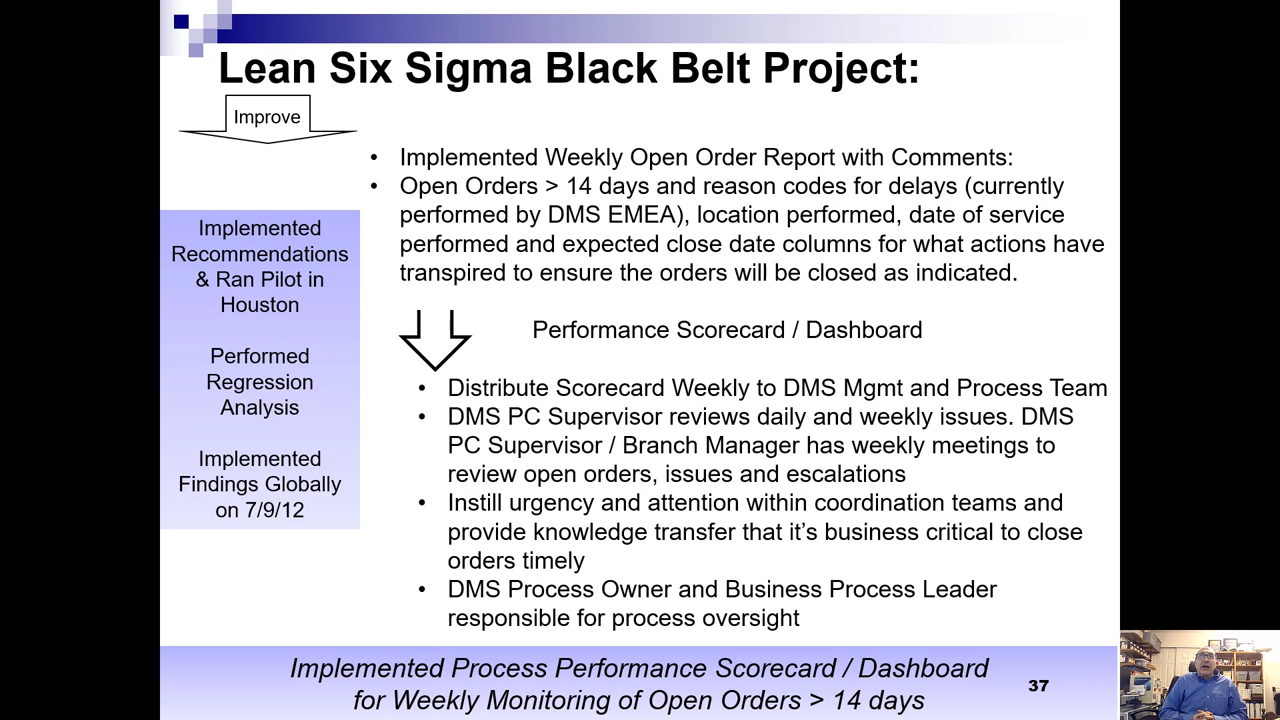 Lean Six Sigma Black Belt Project:
Improve
• Implemented Weekly Open Order Report with Comments:
• Open Orders > 14 days and reason codes for delays (currently
performed by DMS EMEA), location performed, date of service
performed and expected close date columns for what actions have
transpired to ensure the orders will be closed as indicated.
Implemented
Recommendations
& Ran Pilot in
Houston
Performed
Regression
Analysis
Implemented
Findings Globally
on 7/9/12
Performance Scorecard / Dashboard
• Distribute Scorecard Weekly to DMS Mgmt and Process Team
• DMS PC Supervisor reviews daily and weekly issues. DMS
PC Supervisor / Branch Manager has weekly meetings to
review open orders, issues and escalations
• Instill urgency and attention within coordination teams and
provide knowledge transfer that it’s business critical to close
orders timely
• DMS Process Owner and Business Process Leader
responsible for process oversight
Implemented Process Performance Scorecard / Dashboard
for Weekly Monitoring of Open Orders > 14 days
37